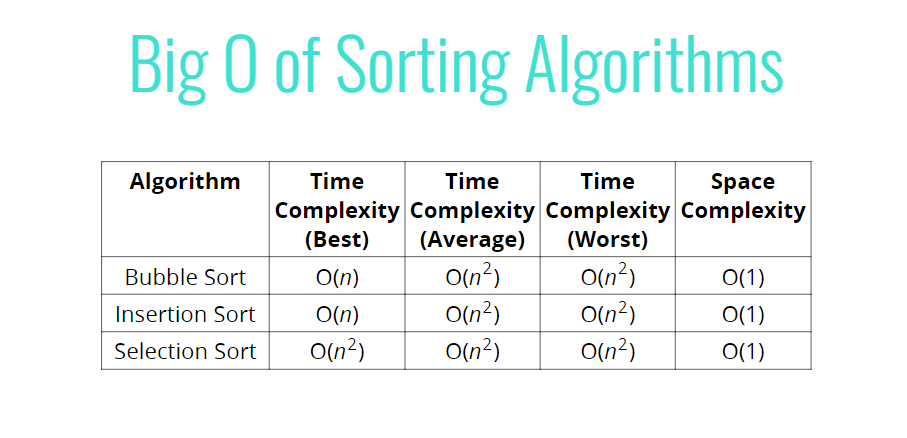 Big O of Sorting Algorithms
Algorithm Time Complexity (Best) Time Complexity (Average) Time Complexity (Worst) Space Complexity
Bubble Sort O(n) O(n²) O(n²) O(1)
Insertion Sort O(n) O(n²) O(n²) O(1)
Selection Sort O(n²) O(n²) O(n²) O(1)